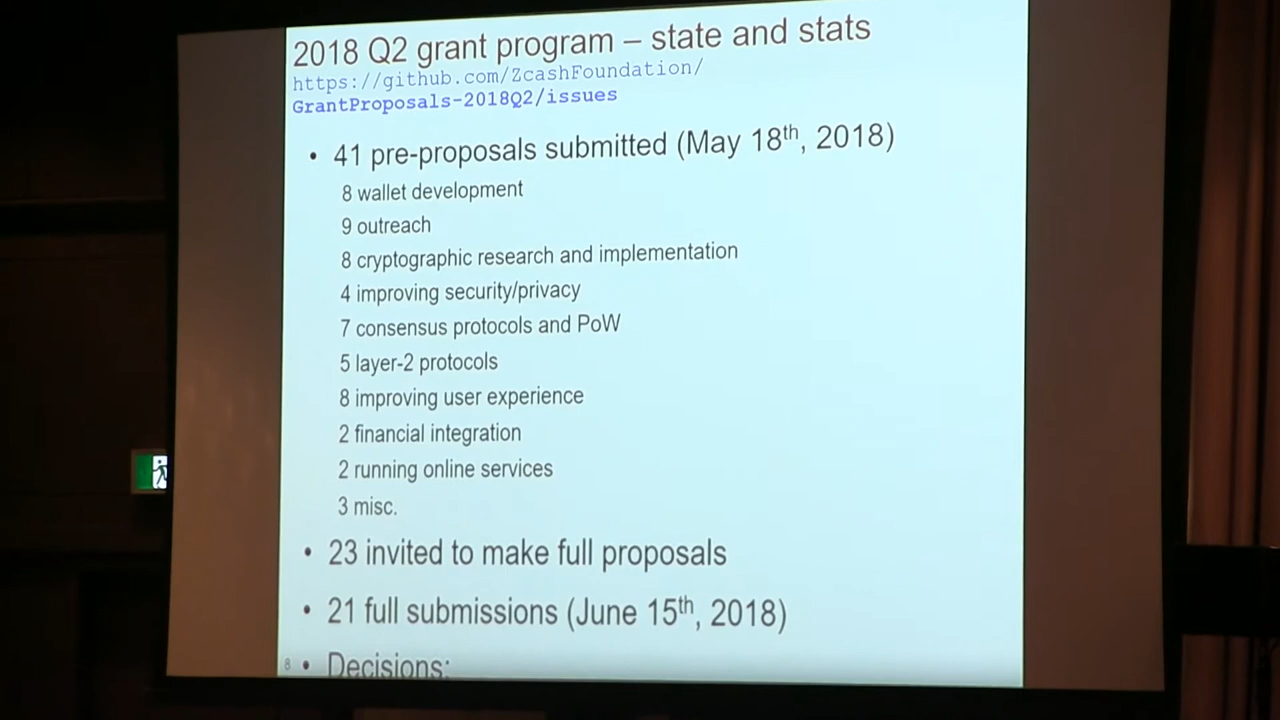 2018 Q2 grant program – state and stats
https://github.com/ZcashFoundation/
GrantProposals-2018Q2/issues
• 41 pre-proposals submitted (May 18th, 2018)
8 wallet development
9 outreach
8 cryptographic research and implementation
4 improving security/privacy
7 consensus protocols and PoW
5 layer-2 protocols
8 improving user experience
2 financial integration
2 running online services
3 misc.
• 23 invited to make full proposals
• 21 full submissions (June 15th, 2018)
8 • Decisions: